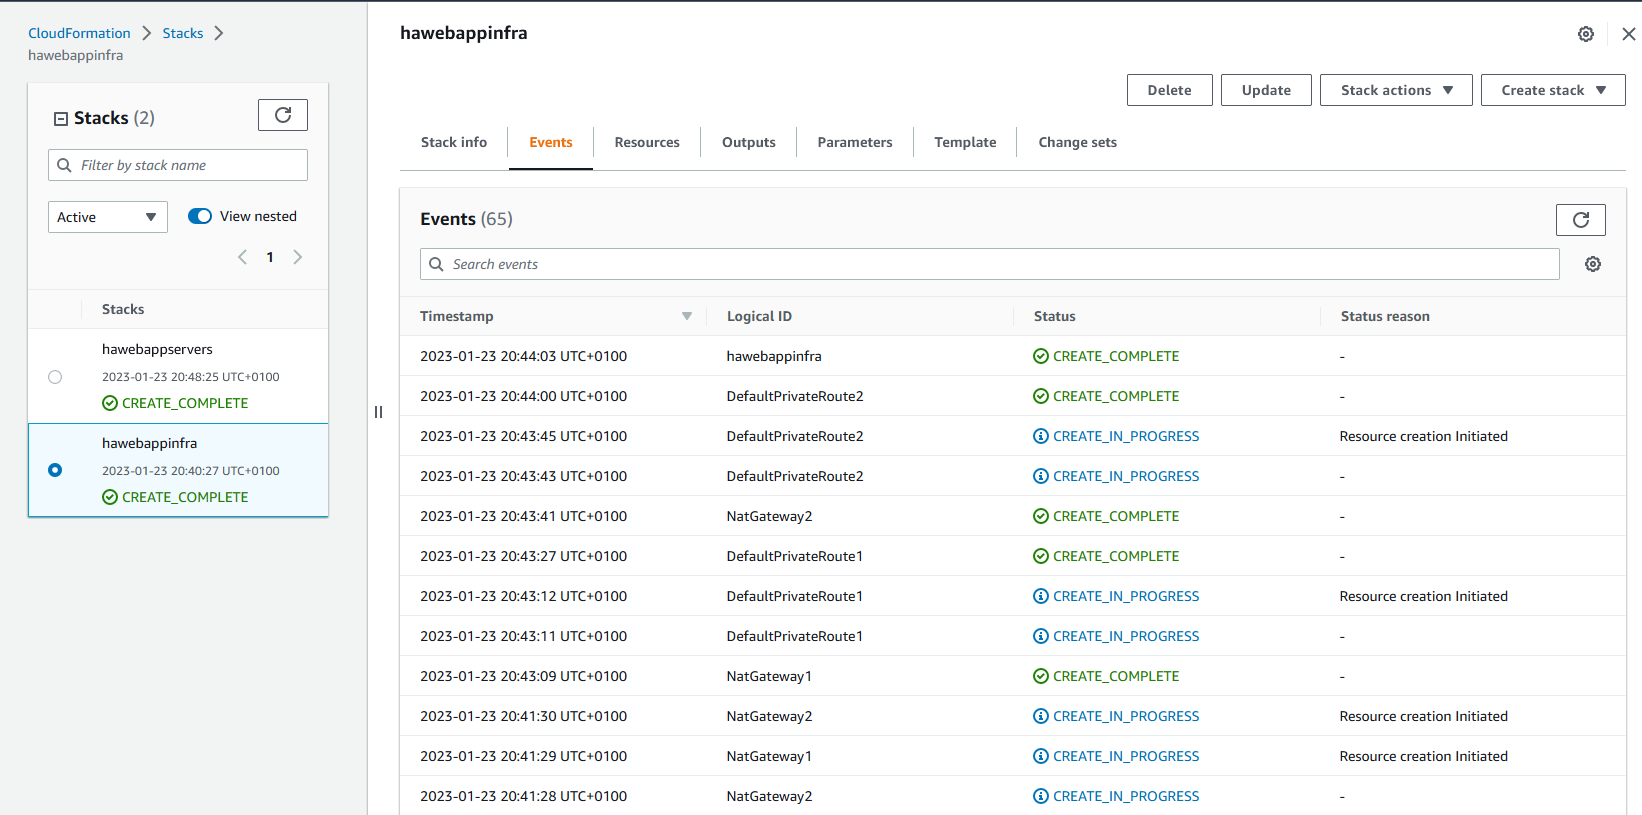 CloudFormation > Stacks >
hawebappinfra
Stacks (2)
Filter by stack name
Active View nested
1
Stacks
hawebappservers
2023-01-23 20:48:25 UTC+0100
CREATE_COMPLETE
hawebappinfra
2023-01-23 20:40:27 UTC+0100
CREATE_COMPLETE
hawebappinfra
Delete Update Stack actions Create stack
Stack info Events Resources Outputs Parameters Template Change sets
Events (65)
Search events
Timestamp Logical ID Status Status reason
2023-01-23 20:44:03 UTC+0100 hawebappinfra CREATE_COMPLETE -
2023-01-23 20:44:00 UTC+0100 DefaultPrivateRoute2 CREATE_COMPLETE -
2023-01-23 20:43:45 UTC+0100 DefaultPrivateRoute2 CREATE_IN_PROGRESS Resource creation Initiated
2023-01-23 20:43:43 UTC+0100 DefaultPrivateRoute2 CREATE_IN_PROGRESS -
2023-01-23 20:43:41 UTC+0100 NatGateway2 CREATE_COMPLETE -
2023-01-23 20:43:27 UTC+0100 DefaultPrivateRoute1 CREATE_COMPLETE -
2023-01-23 20:43:12 UTC+0100 DefaultPrivateRoute1 CREATE_IN_PROGRESS Resource creation Initiated
2023-01-23 20:43:11 UTC+0100 DefaultPrivateRoute1 CREATE_IN_PROGRESS -
2023-01-23 20:43:09 UTC+0100 NatGateway1 CREATE_COMPLETE -
2023-01-23 20:41:30 UTC+0100 NatGateway2 CREATE_IN_PROGRESS Resource creation Initiated
2023-01-23 20:41:29 UTC+0100 NatGateway1 CREATE_IN_PROGRESS Resource creation Initiated
2023-01-23 20:41:28 UTC+0100 NatGateway2 CREATE_IN_PROGRESS -